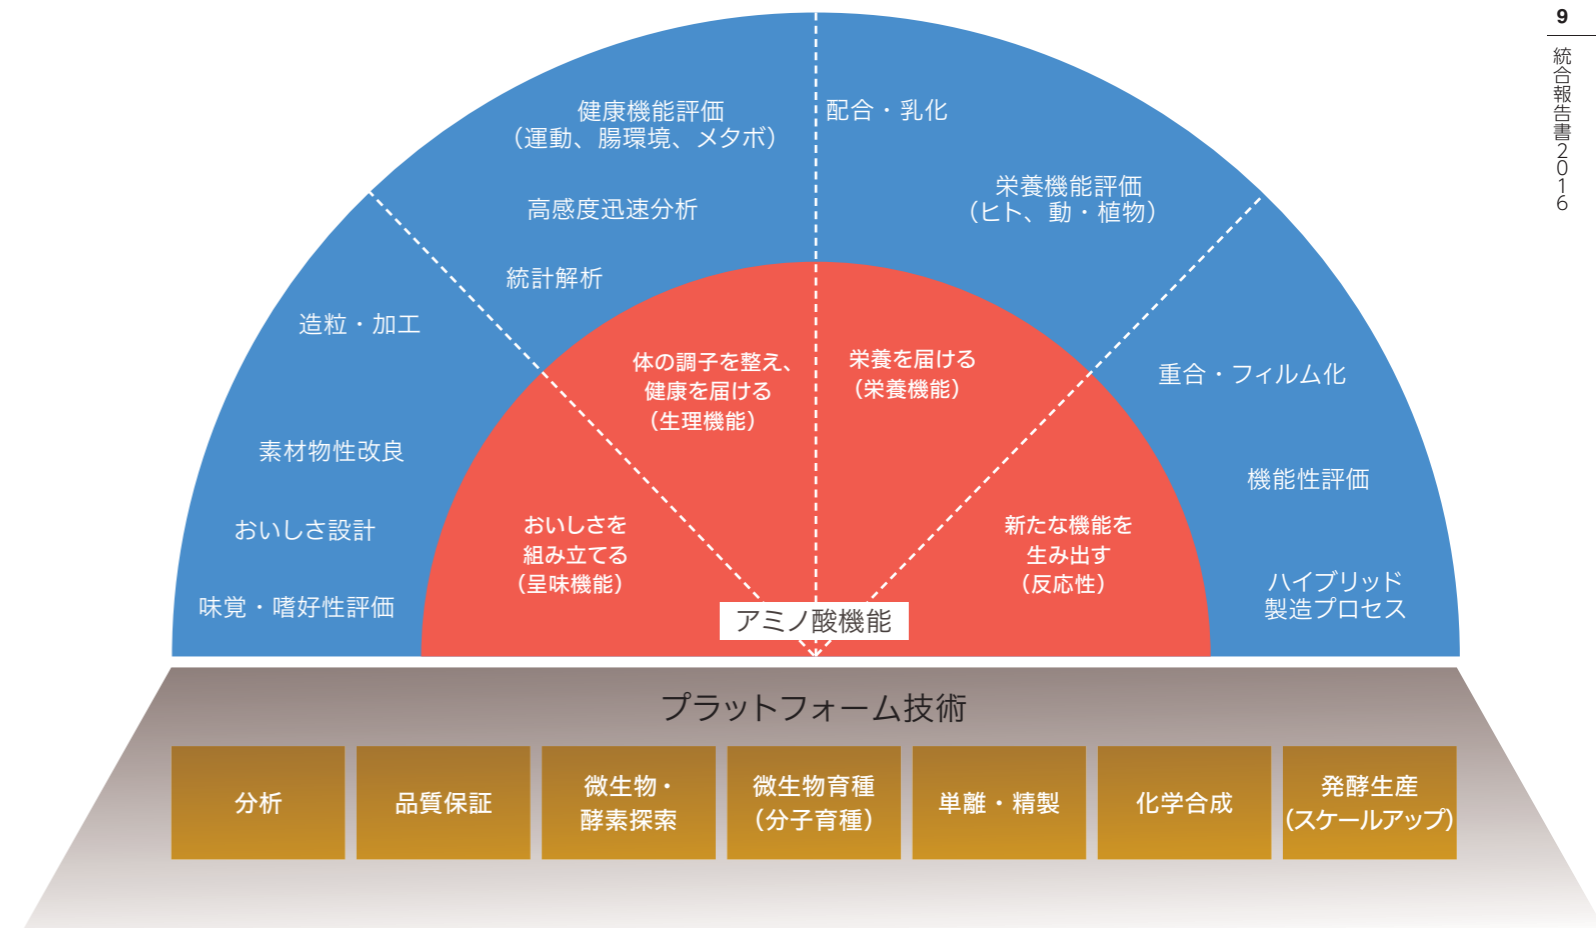 9
統合報告書2016
健康機能評価
（運動、腸環境、メタボ）
高感度迅速分析
統計解析
配合・乳化
栄養機能評価
（ヒト、動・植物）
造粒・加工
素材物性改良
おいしさ設計
味覚・嗜好性評価
重合・フィルム化
機能性評価
ハイブリッド
製造プロセス
体の調子を整え、
健康を届ける
（生理機能）
栄養を届ける
（栄養機能）
おいしさを
組み立てる
（呈味機能）
新たな機能を
生み出す
（反応性）
アミノ酸機能
プラットフォーム技術
分析
品質保証
微生物・
酵素探索
微生物育種
（分子育種）
単離・精製
化学合成
発酵生産
（スケールアップ）